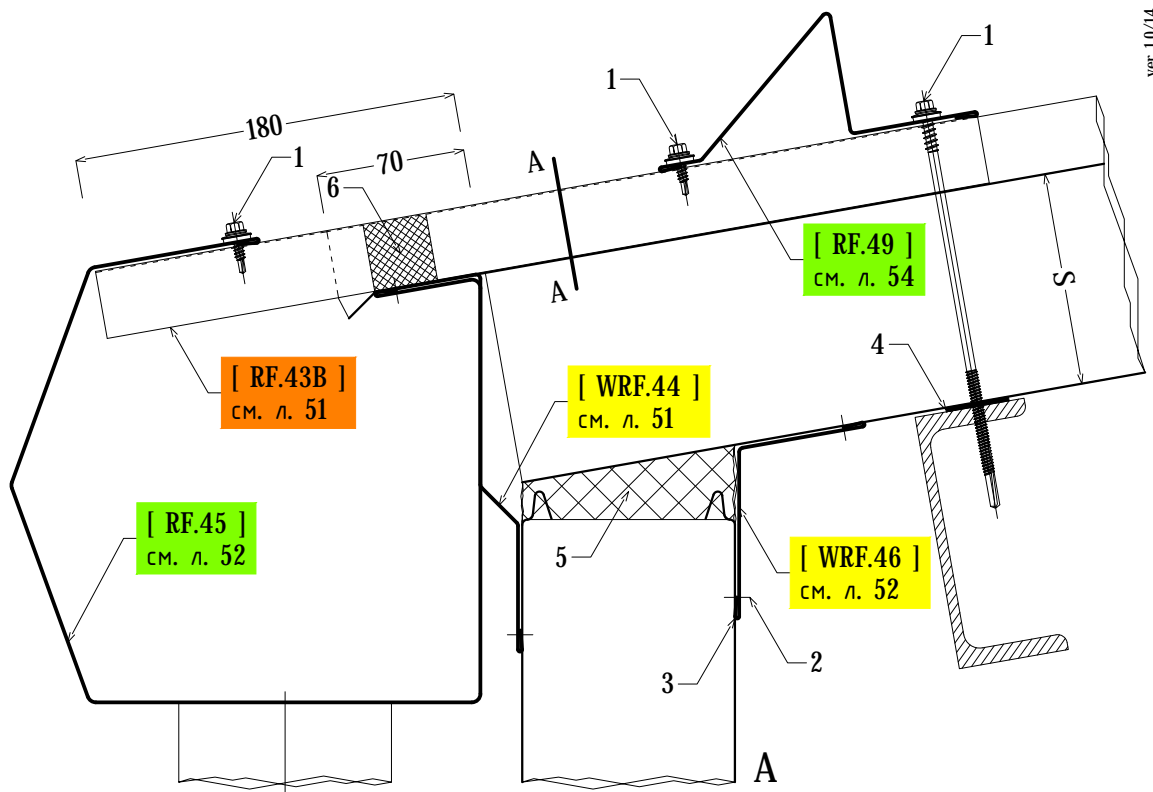 ver 10/14
1
1
180
1
70
A
6
[ RF.49 ]
см. л. 54
S
A
4
[ RF.43B ]
см. л. 51
[ WRF.44 ]
см. л. 51
[ RF.45 ]
см. л. 52
5
[ WRF.46 ]
см. л. 52
2
3
A